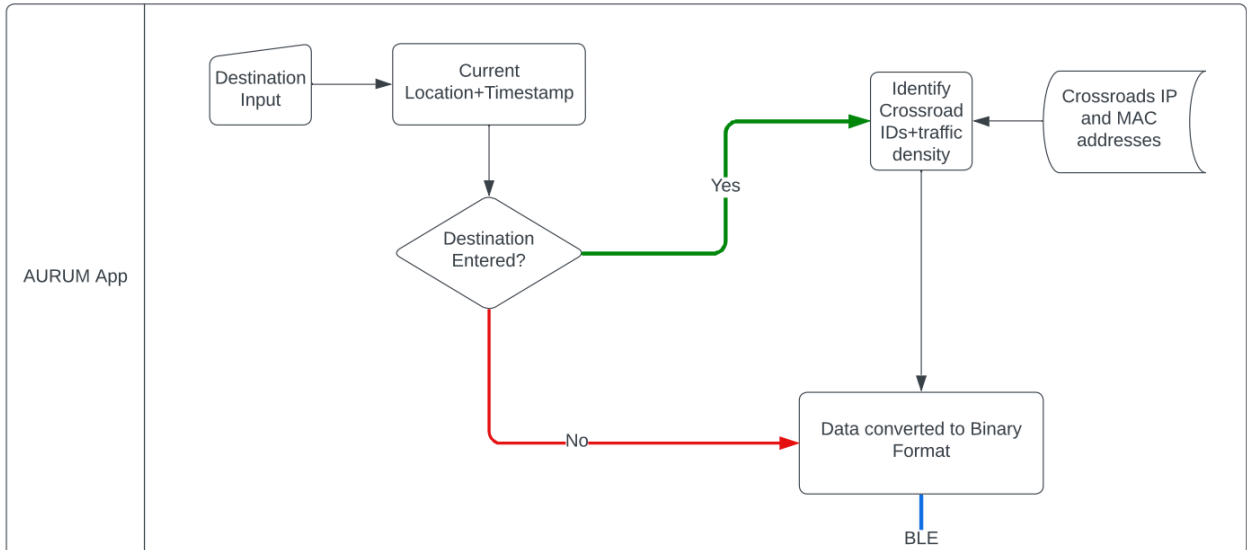 AURUM App
Destination
Input
Current
Location+Timestamp
Destination
Entered?
Yes
No
Identify
Crossroad
IDs+traffic
density
Crossroads IP
and MAC
addresses
Data converted to Binary
Format
BLE